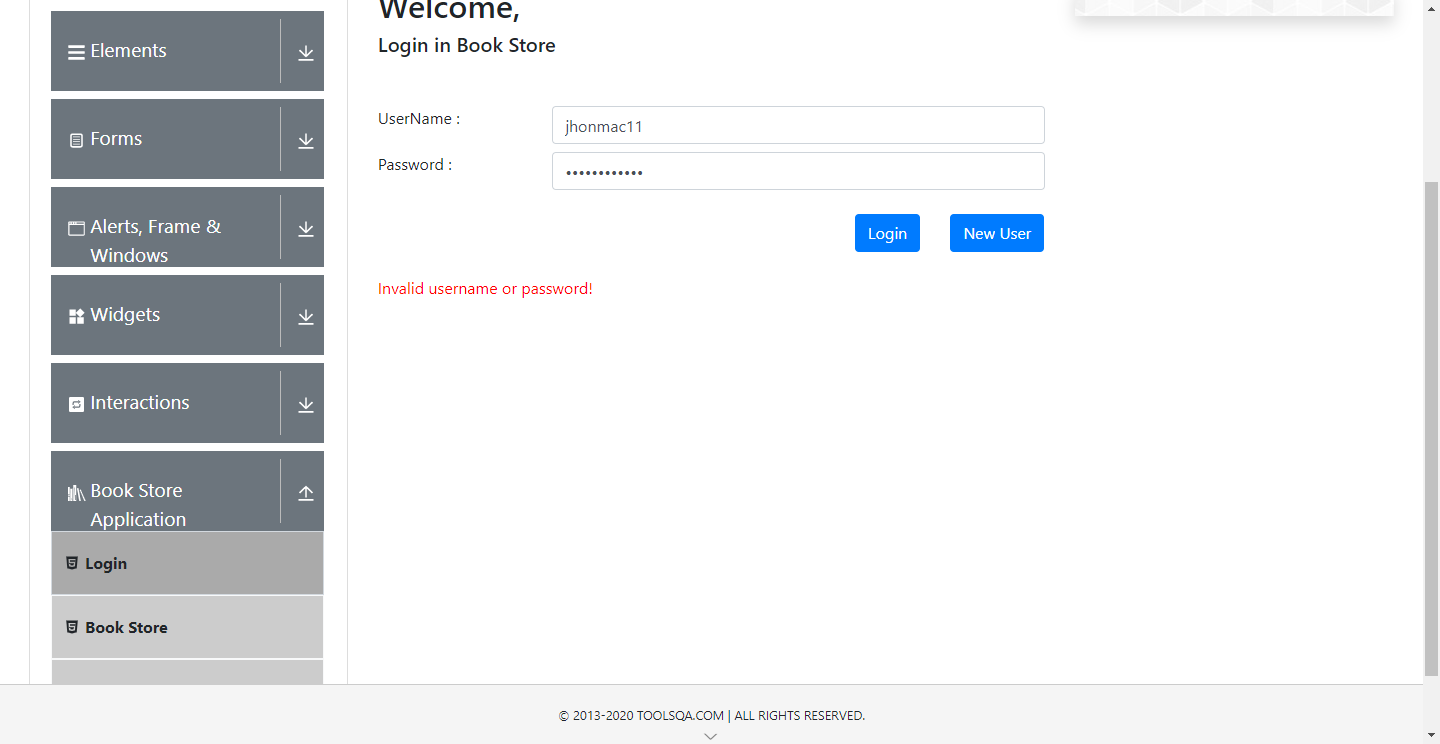 Welcome,
Login in Book Store
Elements
Forms
Alerts, Frame &
Windows
Widgets
Interactions
Book Store
Application
Login
Book Store
UserName :
jhonmac11
Password :
••••••••••••
Login
New User
Invalid username or password!
© 2013-2020 TOOLSQA.COM | ALL RIGHTS RESERVED.